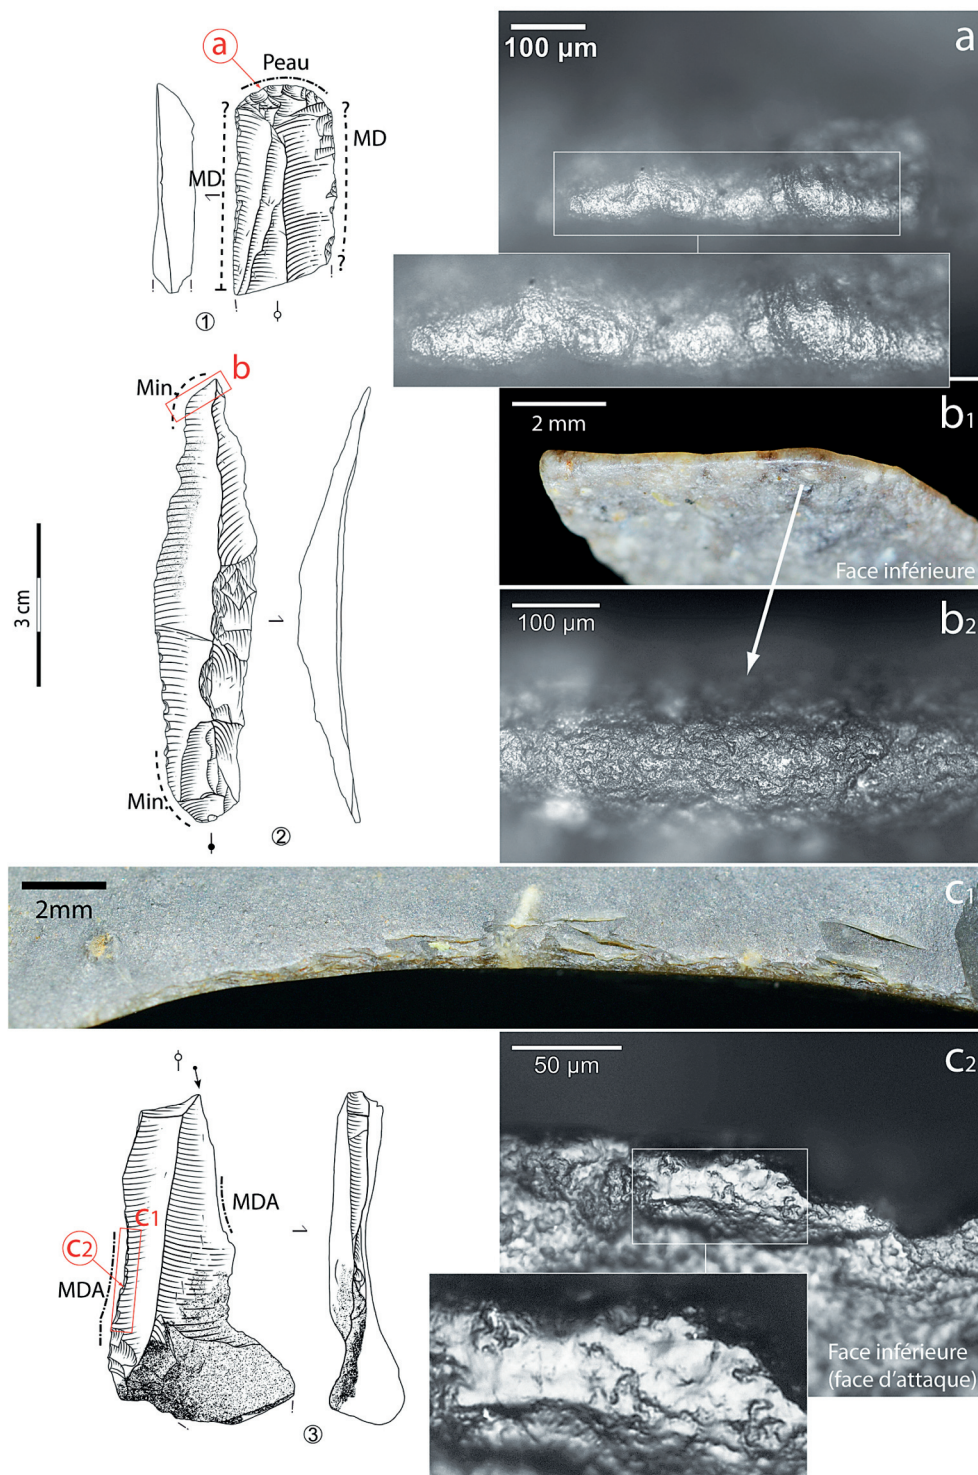 a
Peau
?
?
MD
MD
?
1
100 µm
a
Min.
b
3 cm
Min.
2
2 mm
b1
Face inférieure
100 µm
b2
2mm
C1
MDA
C1
C2
MDA
3
50 µm
C2
Face inférieure
(face d'attaque)